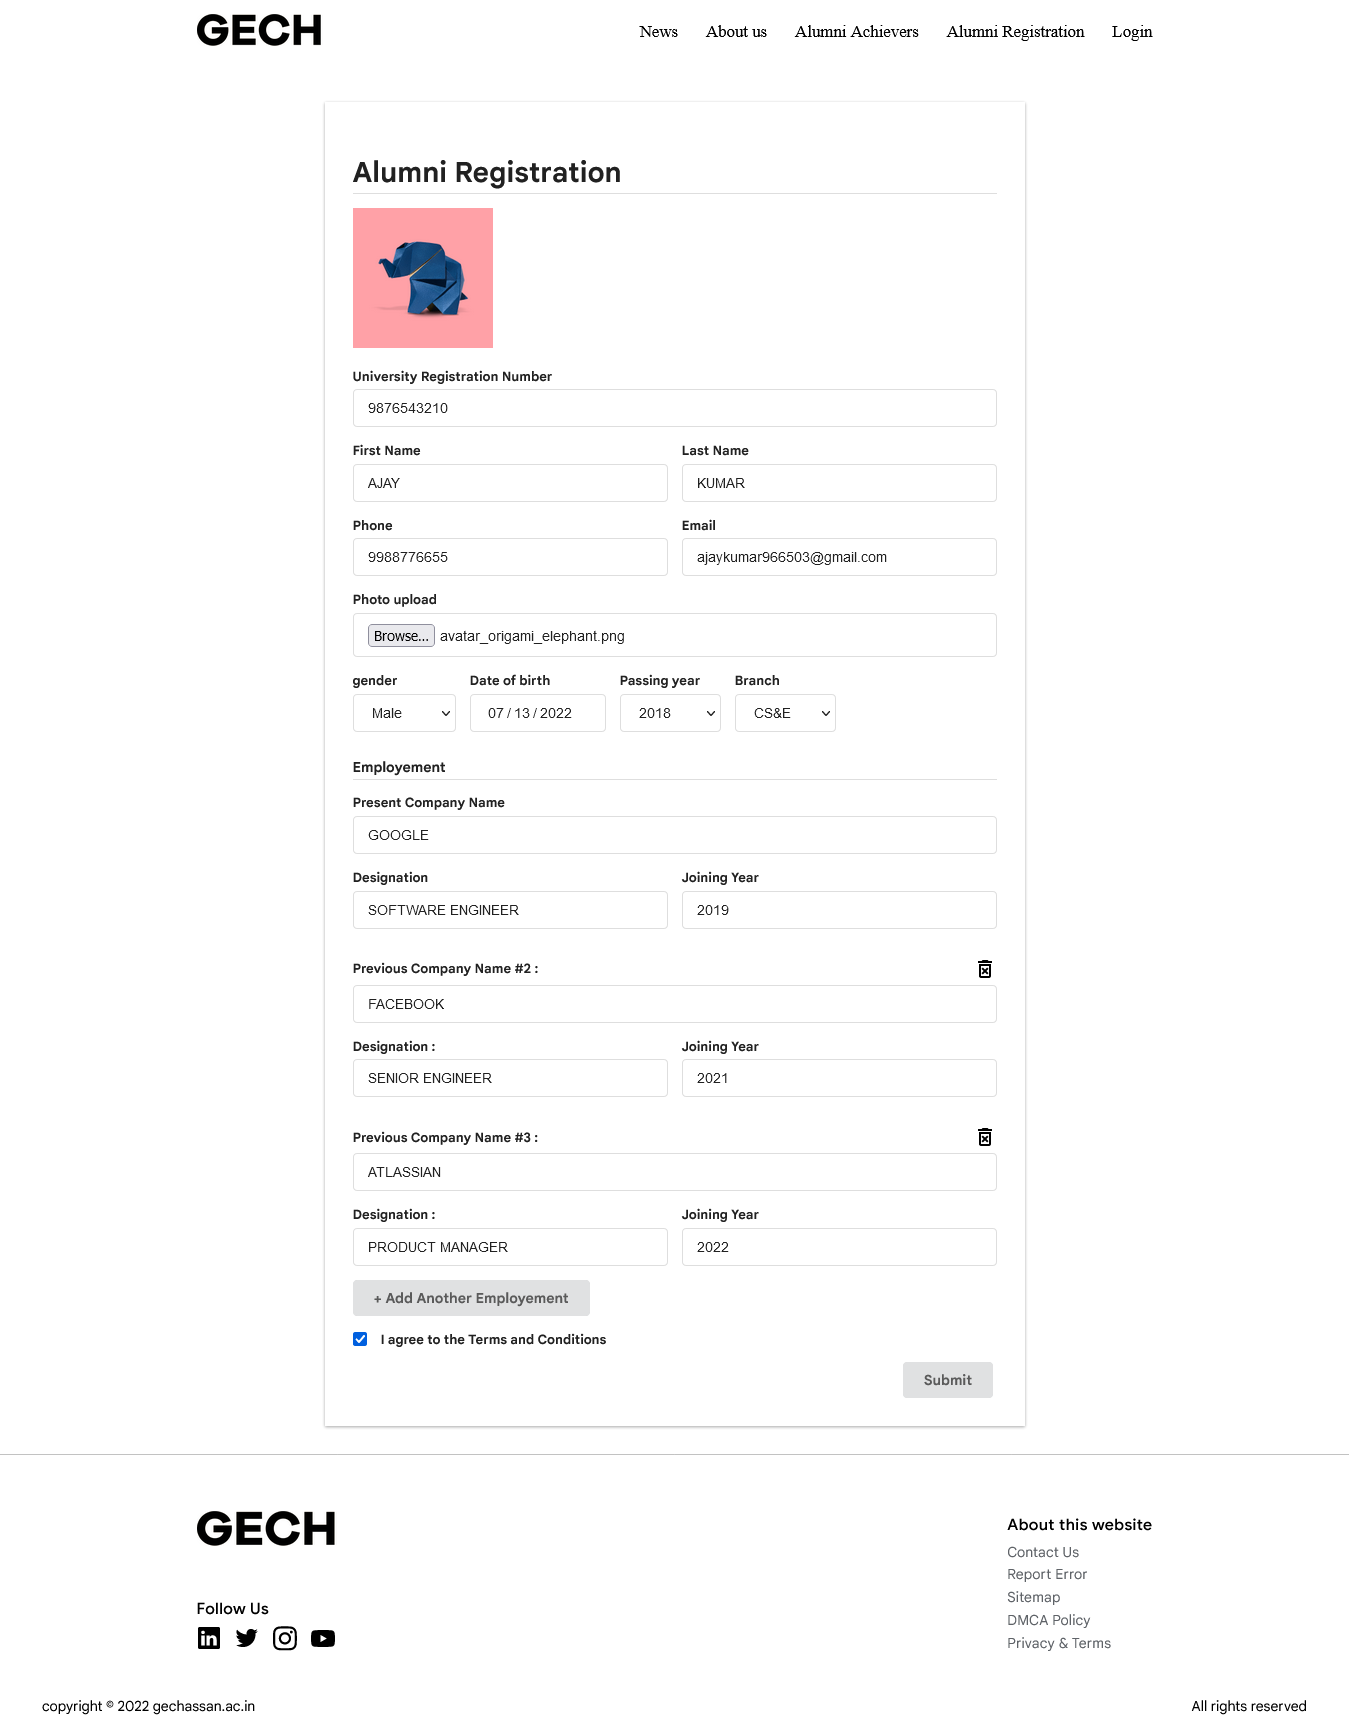 GECH
News About us Alumni Achievers Alumni Registration Login
Alumni Registration
University Registration Number
9876543210
First Name Last Name
AJAY KUMAR
Phone Email
9988776655 ajaykumar966503@gmail.com
Photo upload
Browse... avatar_origami_elephant.png
gender Date of birth Passing year Branch
Male 07 / 13 / 2022 2018 CS&E
Employement
Present Company Name
GOOGLE
Designation Joining Year
SOFTWARE ENGINEER 2019
Previous Company Name #2 :
FACEBOOK
Designation : Joining Year
SENIOR ENGINEER 2021
Previous Company Name #3 :
ATLASSIAN
Designation : Joining Year
PRODUCT MANAGER 2022
+ Add Another Employement
I agree to the Terms and Conditions
Submit
GECH
Follow Us
About this website
Contact Us
Report Error
Sitemap
DMCA Policy
Privacy & Terms
copyright © 2022 gechassan.ac.in All rights reserved